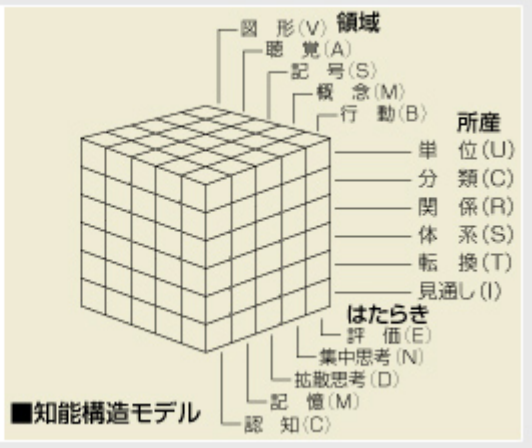 領域
図 形(V)
聴 覚(A)
記 号(S)
概 念(M)
行 動(B)
所産
単 位(U)
分 類(C)
関 係(R)
体 系(S)
転 換(T)
見通し(I)
はたらき
評 価(E)
集中思考(N)
拡散思考(D)
記 憶(M)
認 知(C)
■知能構造モデル